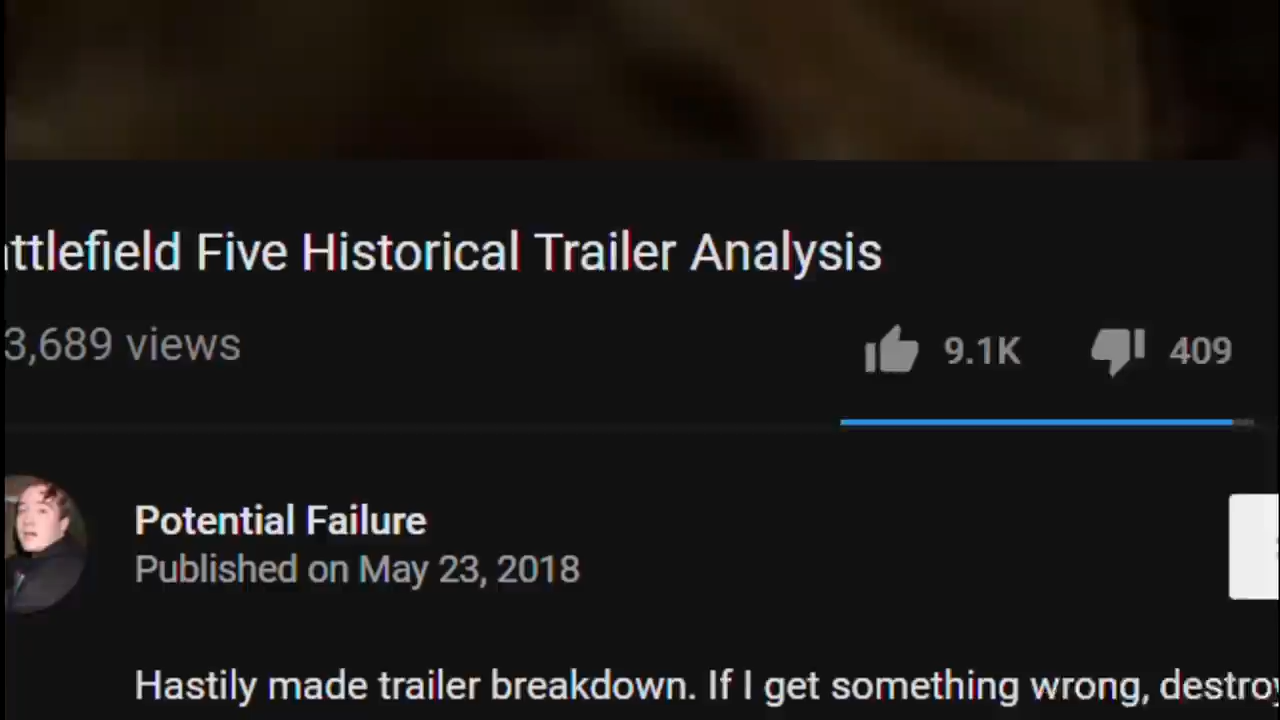 ttlefield Five Historical Trailer Analysis
3,689 views
9.1K
409
Potential Failure
Published on May 23, 2018
Hastily made trailer breakdown. If I get something wrong, destroy